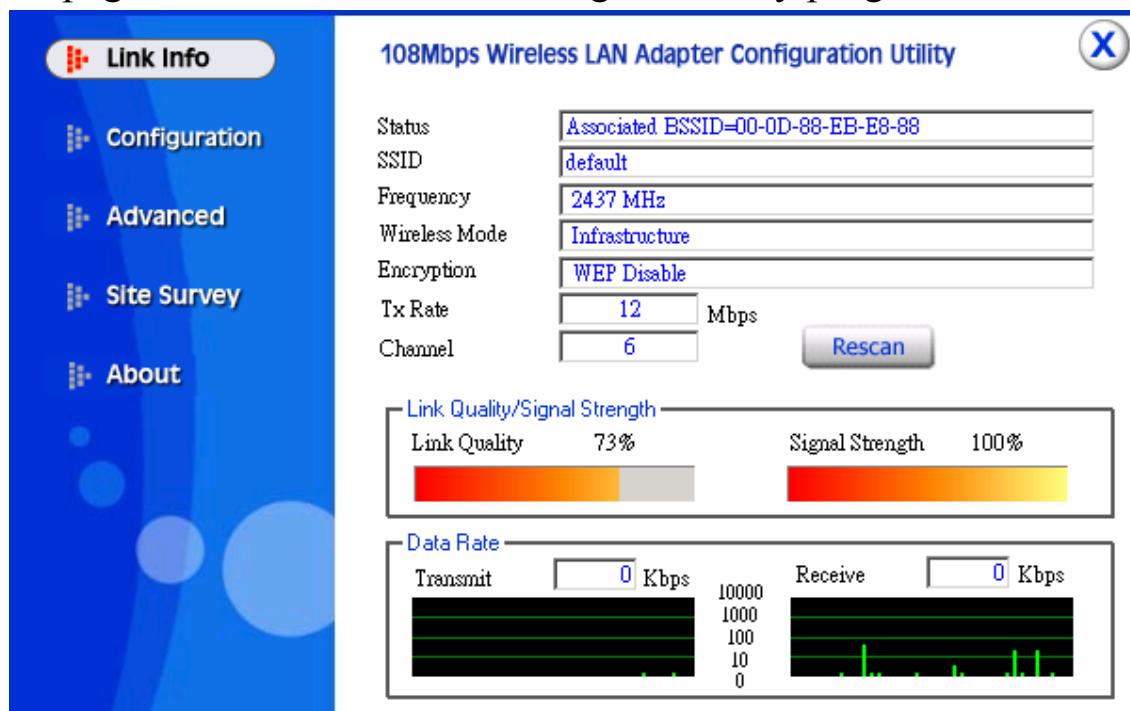 Link Info
Configuration
Advanced
Site Survey
About
108Mbps Wireless LAN Adapter Configuration Utility
X
Status Associated BSSID=00-0D-88-EB-E8-88
SSID default
Frequency 2437 MHz
Wireless Mode Infrastructure
Encryption WEP Disable
Tx Rate 12 Mbps
Channel 6 Rescan
Link Quality/Signal Strength
Link Quality 73% Signal Strength 100%
Data Rate
Transmit 0 Kbps Receive 0 Kbps
10000
1000
100
10
0